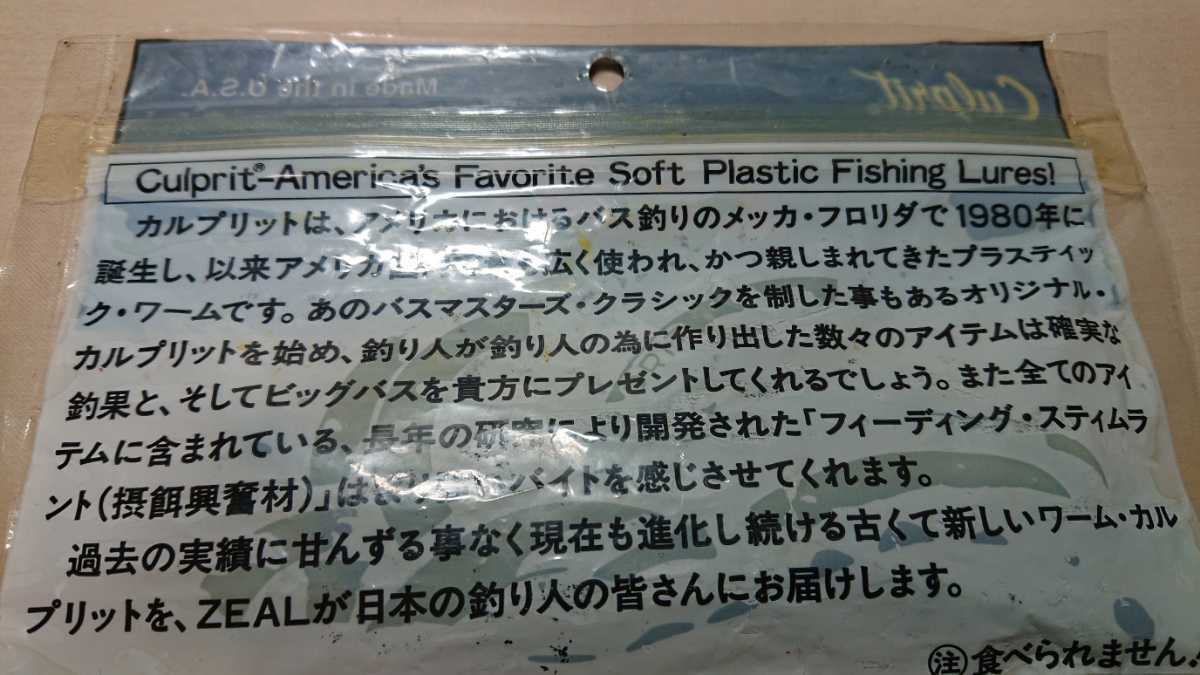 Made in the U.S.A.
Culprit
Culprit®-America's Favorite Soft Plastic Fishing Lures!
カルプリットは、アメリカにおけるバス釣りのメッカ・フロリダで1980年に
誕生し、以来アメリカ 広く使われ、かつ親しまれてきたプラスティッ
ク・ワームです。あのバスマスターズ・クラシックを制した事もあるオリジナル・
カルプリットを始め、釣り人が釣り人の為に作り出した数々のアイテムは確実な
釣果と、そしてビッグバスを貴方にプレゼントしてくれるでしょう。また全てのアイ
テムに含まれている、長年の研究により開発された「フィーディング・スティムラ
ント(摂餌興奮材)」は バイトを感じさせてくれます。
過去の実績に甘んずる事なく現在も進化し続ける古くて新しいワーム・カル
プリットを、ZEALが日本の釣り人の皆さんにお届けします。
㊟食べられません。